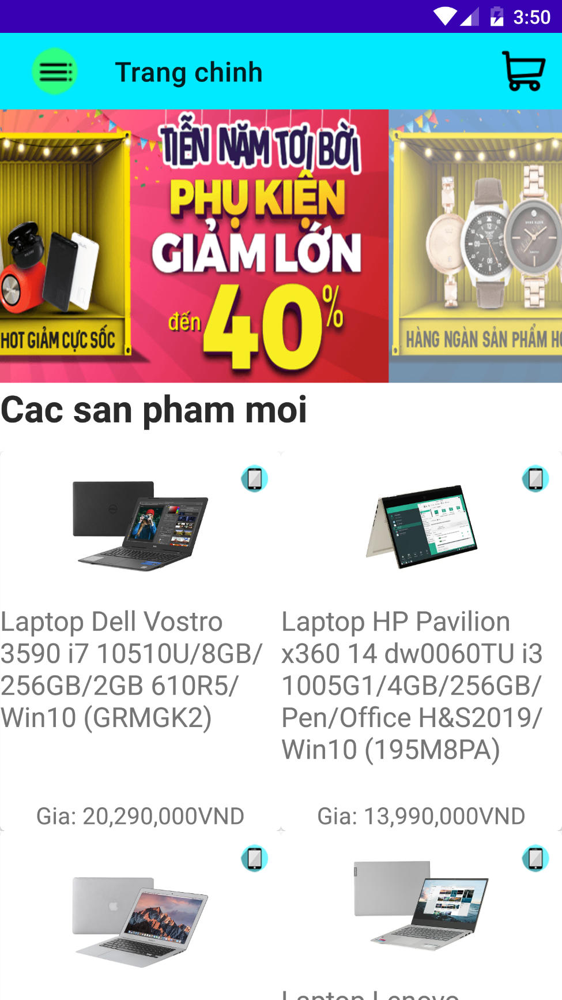 3:50
Trang chinh
TIỄN NĂM TƠI BỜI
PHỤ KIỆN
GIẢM LỚN
đến 40%
HOT GIẢM CỰC SỐC
HÀNG NGÀN SẢN PHẨM
Cac san pham moi
Laptop Dell Vostro
3590 i7 10510U/8GB/
256GB/2GB 610R5/
Win10 (GRMGK2)
Gia: 20,290,000VND
Laptop HP Pavilion
x360 14 dw0060TU i3
1005G1/4GB/256GB/
Pen/Office H&S2019/
Win10 (195M8PA)
Gia: 13,990,000VND
Laptop Lenovo